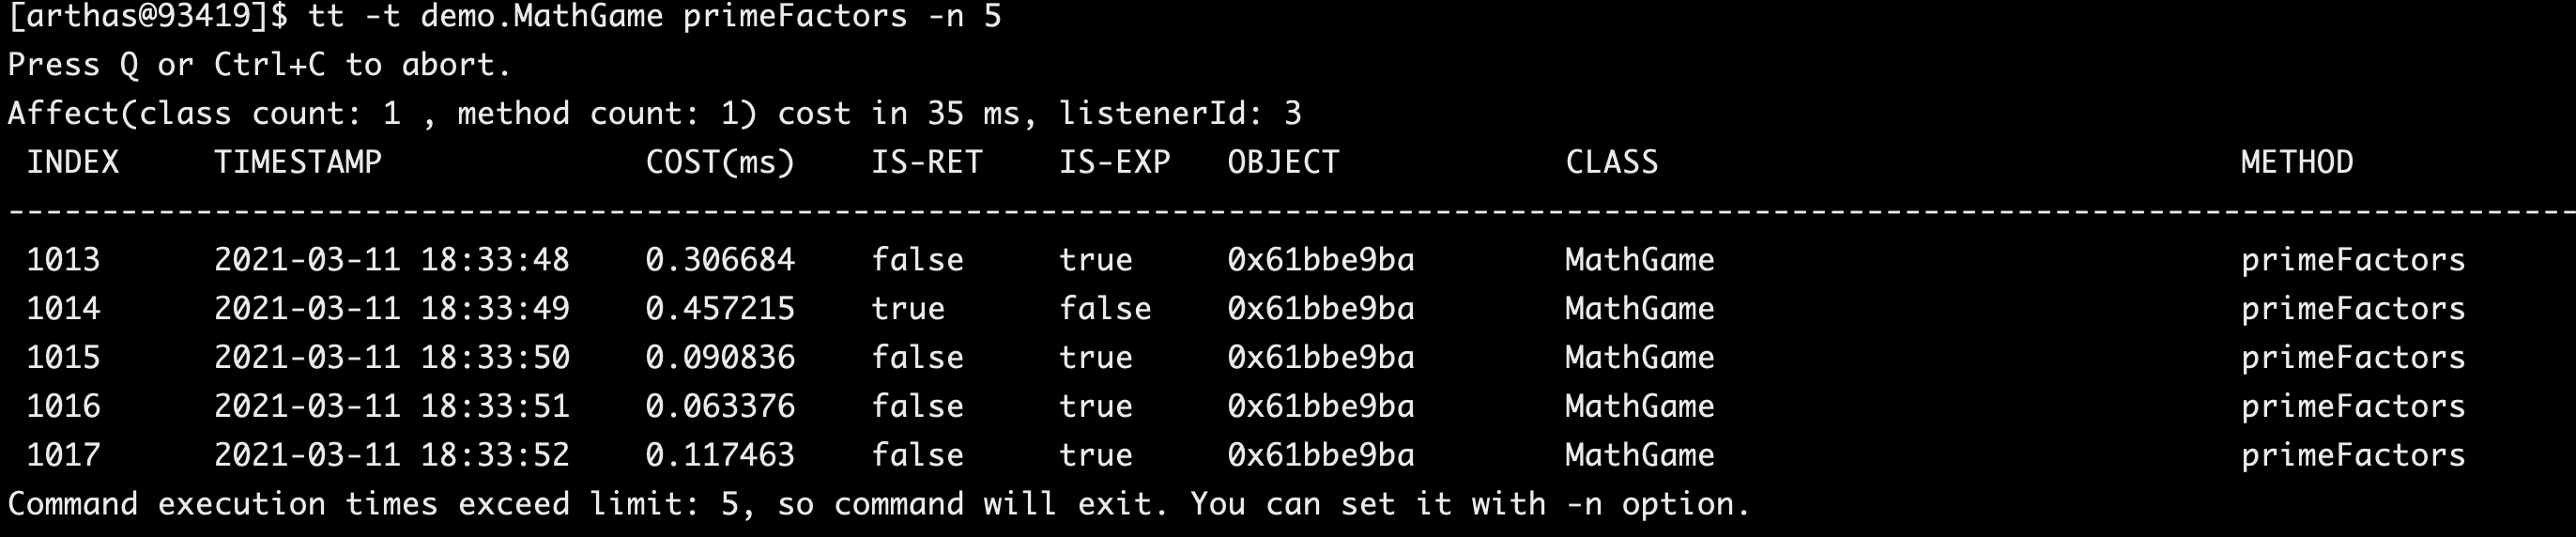 [arthas@93419]$ tt -t demo.MathGame primeFactors -n 5
Press Q or Ctrl+C to abort.
Affect(class count: 1 , method count: 1) cost in 35 ms, listenerId: 3
INDEX TIMESTAMP COST(ms) IS-RET IS-EXP OBJECT CLASS METHOD
------------------------------------------------------------------------------------------------------------------------------------------
1013 2021-03-11 18:33:48 0.306684 false true 0x61bbe9ba MathGame primeFactors
1014 2021-03-11 18:33:49 0.457215 true false 0x61bbe9ba MathGame primeFactors
1015 2021-03-11 18:33:50 0.090836 false true 0x61bbe9ba MathGame primeFactors
1016 2021-03-11 18:33:51 0.063376 false true 0x61bbe9ba MathGame primeFactors
1017 2021-03-11 18:33:52 0.117463 false true 0x61bbe9ba MathGame primeFactors
Command execution times exceed limit: 5, so command will exit. You can set it with -n option.